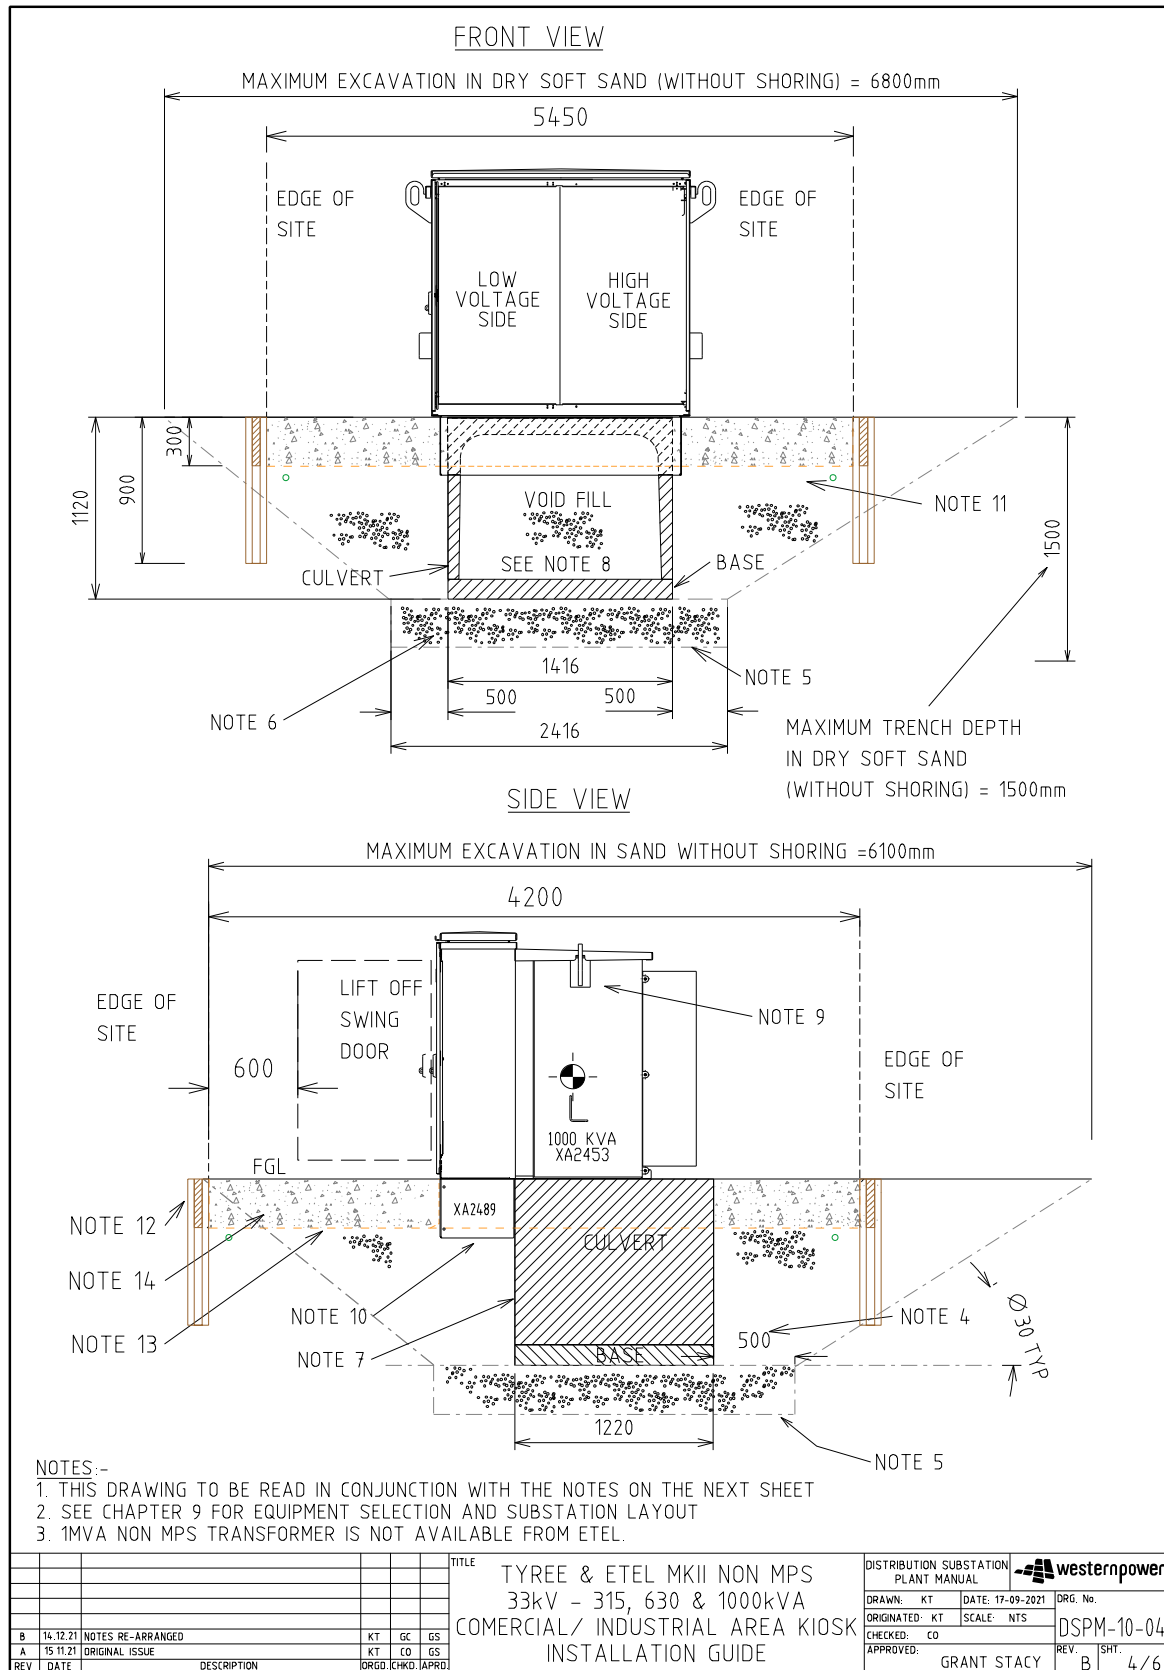 FRONT VIEW
MAXIMUM EXCAVATION IN DRY SOFT SAND (WITHOUT SHORING) = 6800mm
5450
EDGE OF
SITE
EDGE OF
SITE
LOW
VOLTAGE
SIDE
HIGH
VOLTAGE
SIDE
300
900
1120
NOTE 11
VOID FILL
SEE NOTE 8
CULVERT
BASE
1500
1416
NOTE 5
500
500
NOTE 6
2416
MAXIMUM TRENCH DEPTH
IN DRY SOFT SAND
(WITHOUT SHORING) = 1500mm
SIDE VIEW
MAXIMUM EXCAVATION IN SAND WITHOUT SHORING =6100mm
4200
EDGE OF
SITE
LIFT OFF
SWING
DOOR
NOTE 9
600
EDGE OF
SITE
1000 KVA
XA2453
FGL
XA2489
NOTE 12
CULVERT
NOTE 14
NOTE 10
NOTE 4
NOTE 13
NOTE 7
500
BASE
Ø30 TYP
1220
NOTE 5
NOTES:-
1. THIS DRAWING TO BE READ IN CONJUNCTION WITH THE NOTES ON THE NEXT SHEET
2. SEE CHAPTER 9 FOR EQUIPMENT SELECTION AND SUBSTATION LAYOUT
3. 1MVA NON MPS TRANSFORMER IS NOT AVAILABLE FROM ETEL.
B 14.12.21 NOTES RE-ARRANGED KT GC GS
A 15 11.21 ORIGINAL ISSUE KT CO GS
REV DATE DESCRIPTION ORGD. CHKD. APRD.
TITLE
TYREE & ETEL MKII NON MPS
33kV - 315, 630 & 1000kVA
COMERCIAL/ INDUSTRIAL AREA KIOSK
INSTALLATION GUIDE
DISTRIBUTION SUBSTATION
PLANT MANUAL
westernpower
DRAWN: KT DATE: 17-09-2021 DRG. No.
ORIGINATED: KT SCALE: NTS
DSPM-10-04
CHECKED: CO
APPROVED: GRANT STACY
REV. B SHT. 4/6